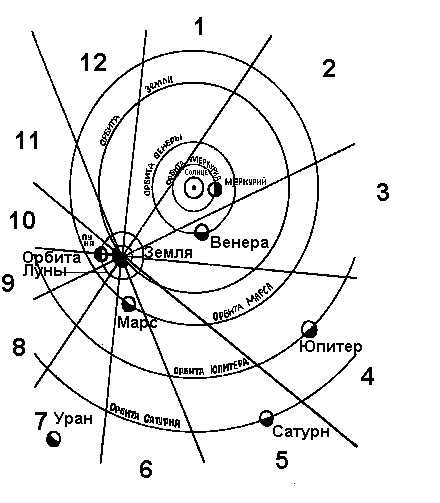 1
12
2
ОРБИТА ЗЕМЛИ
ОРБИТА ВЕНЕРЫ
ОРБИТА МЕРКУРИЯ
11
Солнце
МЕРКУРИЙ
3
10
ЛУНА
Венера
Земля
Орбита
Луны
9
ОРБИТА МАРСА
Марс
8
Юпитер
ОРБИТА ЮПИТЕРА
4
ОРБИТА САТУРНА
7
Уран
Сатурн
6
5